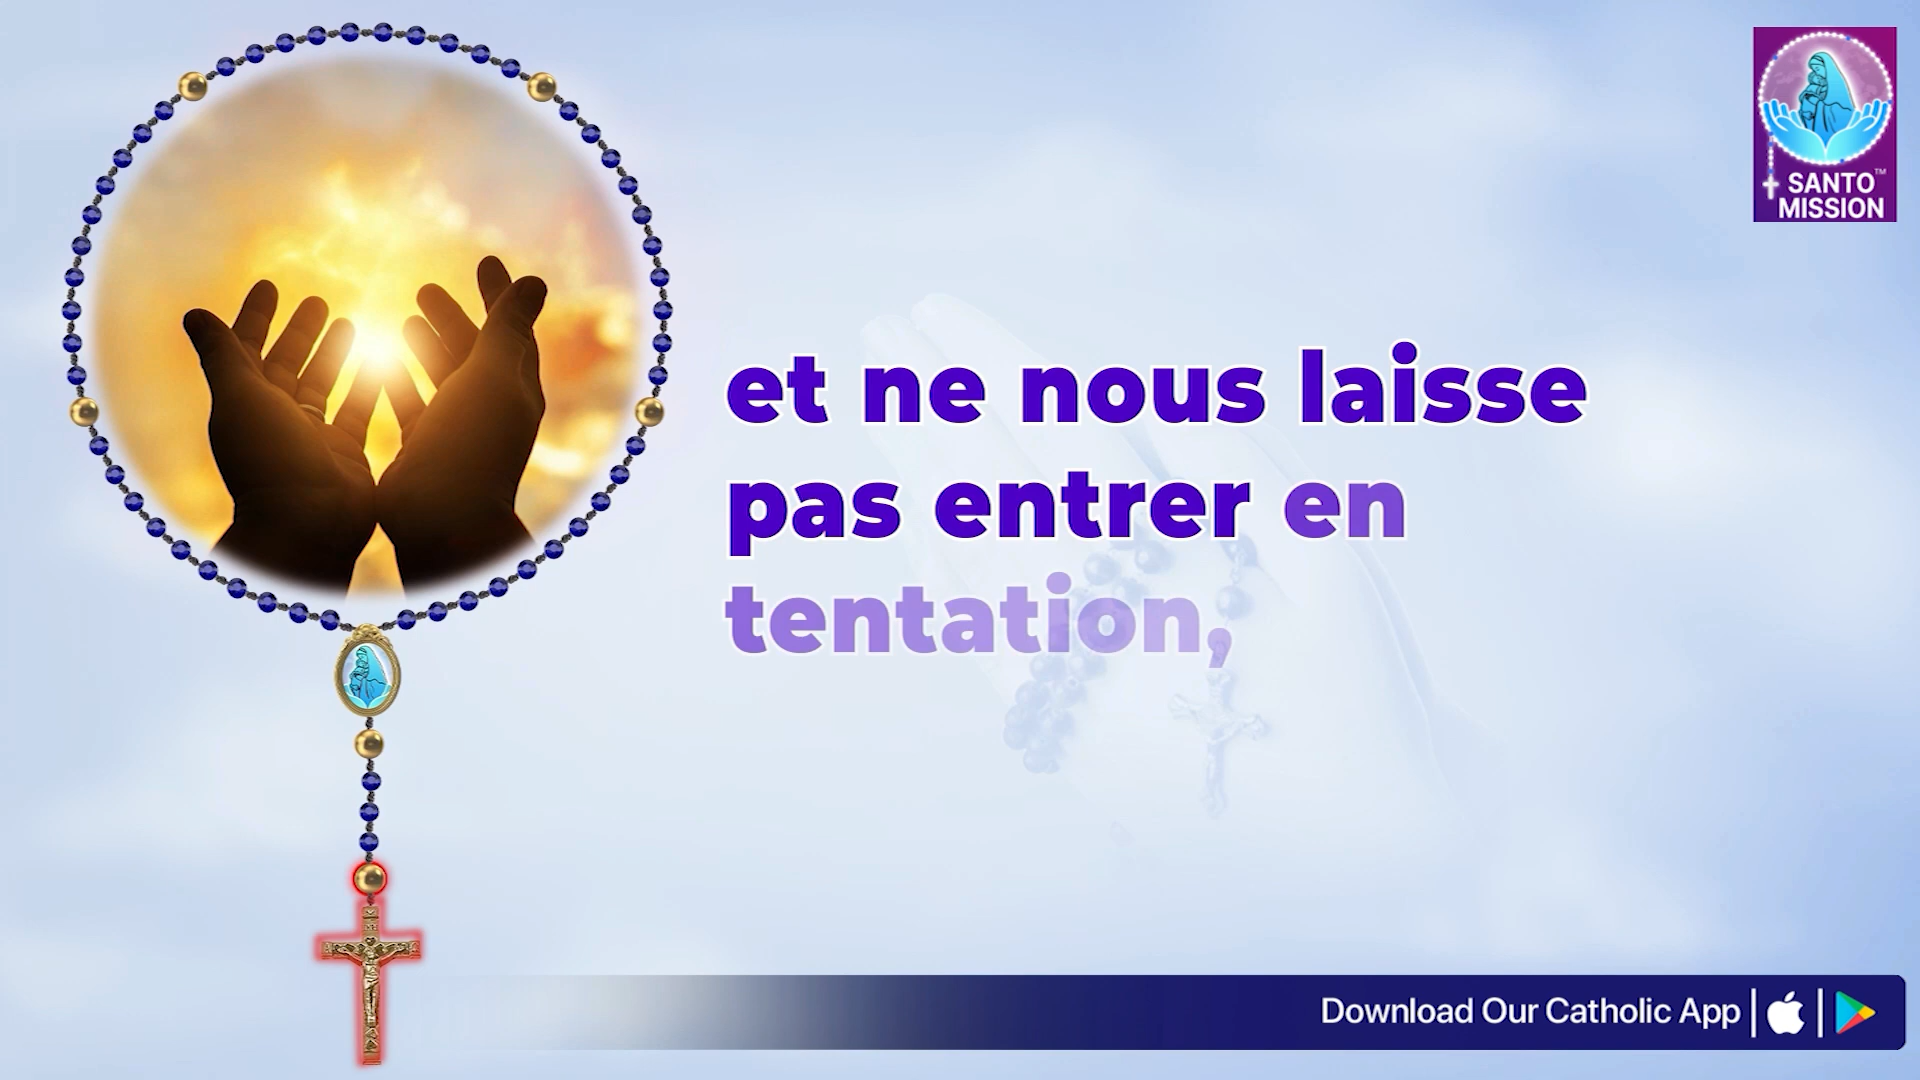 SANTO™
MISSION
et ne nous laisse
pas entrer en
tentation,
Download Our Catholic App